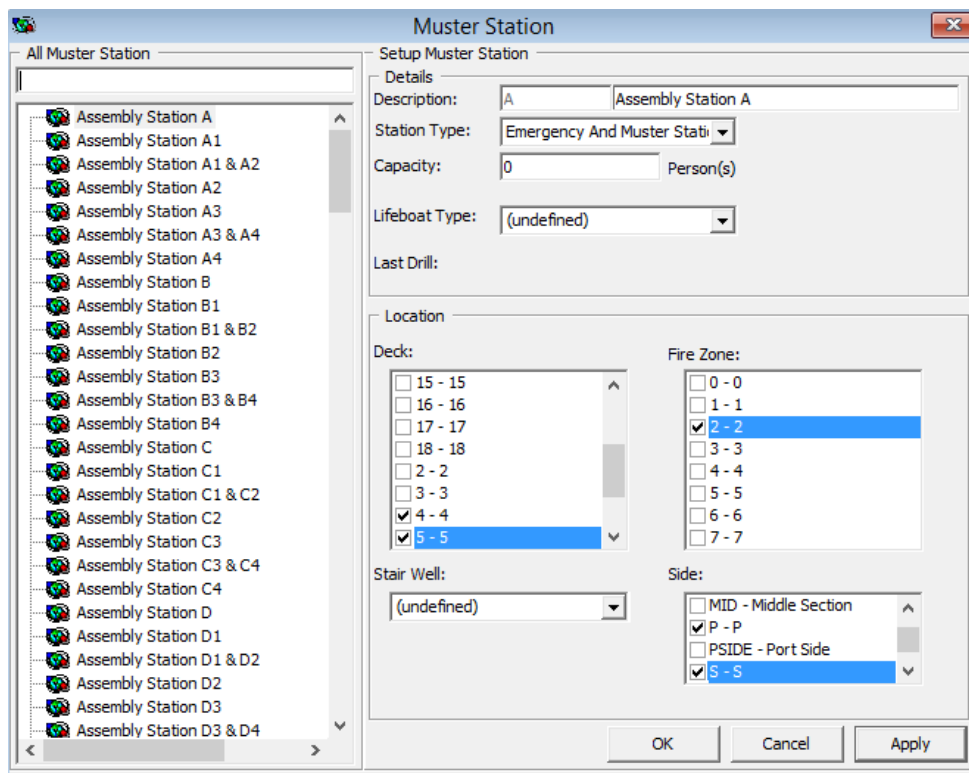 Muster Station
All Muster Station
Assembly Station A
Assembly Station A1
Assembly Station A1 & A2
Assembly Station A2
Assembly Station A3
Assembly Station A3 & A4
Assembly Station A4
Assembly Station B
Assembly Station B1
Assembly Station B1 & B2
Assembly Station B2
Assembly Station B3
Assembly Station B3 & B4
Assembly Station B4
Assembly Station C
Assembly Station C1
Assembly Station C1 & C2
Assembly Station C2
Assembly Station C3
Assembly Station C3 & C4
Assembly Station C4
Assembly Station D
Assembly Station D1
Assembly Station D1 & D2
Assembly Station D2
Assembly Station D3
Assembly Station D3 & D4
Setup Muster Station
Details
Description: A Assembly Station A
Station Type: Emergency And Muster Stati
Capacity: 0 Person(s)
Lifeboat Type: (undefined)
Last Drill:
Location
Deck:
15 - 15
16 - 16
17 - 17
18 - 18
2 - 2
3 - 3
4 - 4
5 - 5
Fire Zone:
0 - 0
1 - 1
2 - 2
3 - 3
4 - 4
5 - 5
6 - 6
7 - 7
Stair Well:
(undefined)
Side:
MID - Middle Section
P - P
PSIDE - Port Side
S - S
OK Cancel Apply